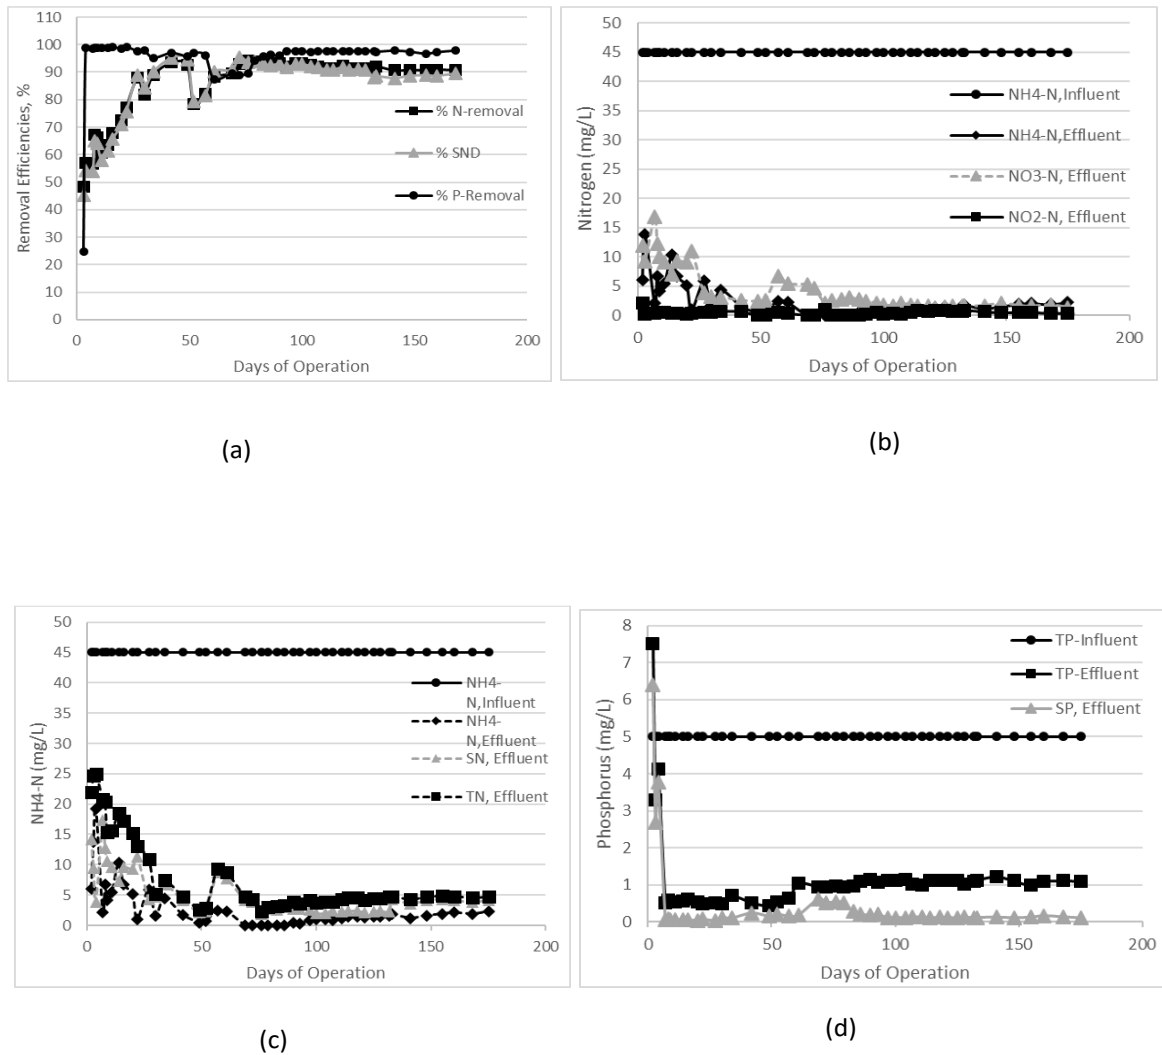 110
100
90
80
70
60
50
40
30
20
10
0
Removal Efficiencies, %
% N-removal
% SND
% P-Removal
0 50 100 150 200
Days of Operation
(a)
50
45
40
35
30
25
20
15
10
5
0
Nitrogen (mg/L)
NH4-N,Influent
NH4-N,Effluent
NO3-N, Effluent
NO2-N, Effluent
0 50 100 150 200
Days of Operation
(b)
50
45
40
35
30
25
20
15
10
5
0
NH4-N (mg/L)
NH4-
N,Influent
NH4-
N,Effluent
SN, Effluent
TN, Effluent
0 50 100 150 200
Days of Operation
(c)
8
7
6
5
4
3
2
1
0
Phosphorus (mg/L)
TP-Influent
TP-Effluent
SP, Effluent
0 50 100 150 200
Days of Operation
(d)